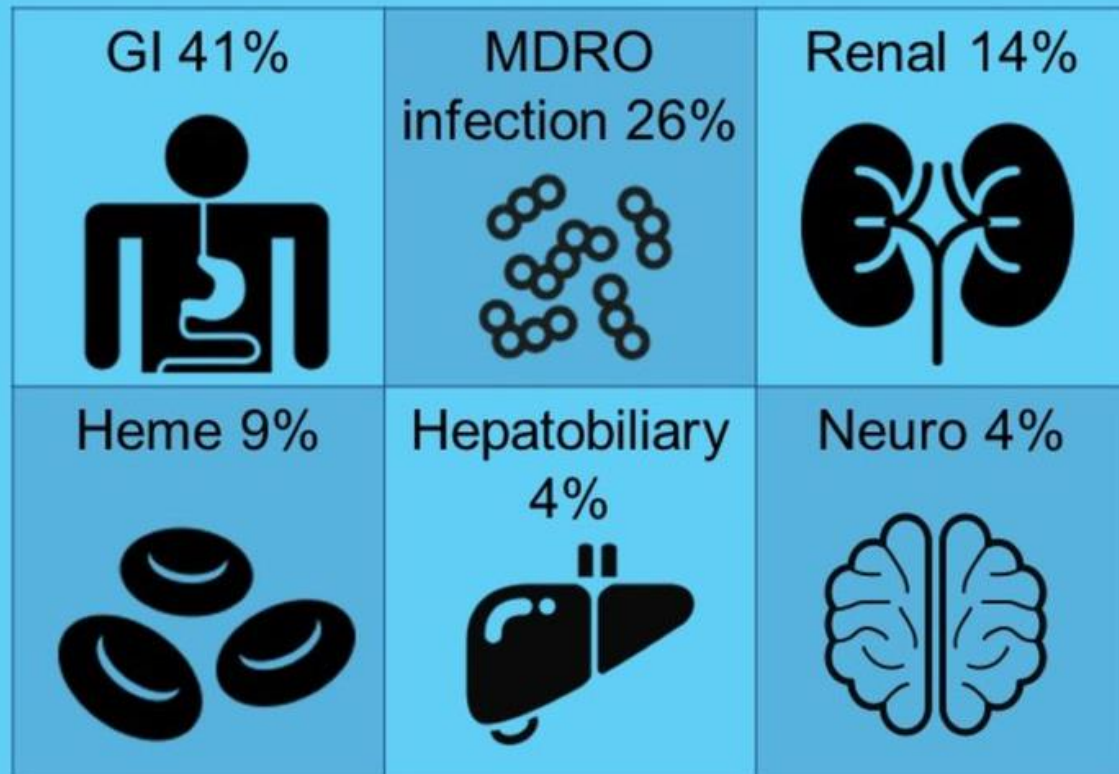 GI 41%
MDRO
infection 26%
Renal 14%
Heme 9%
Hepatobiliary
4%
Neuro 4%